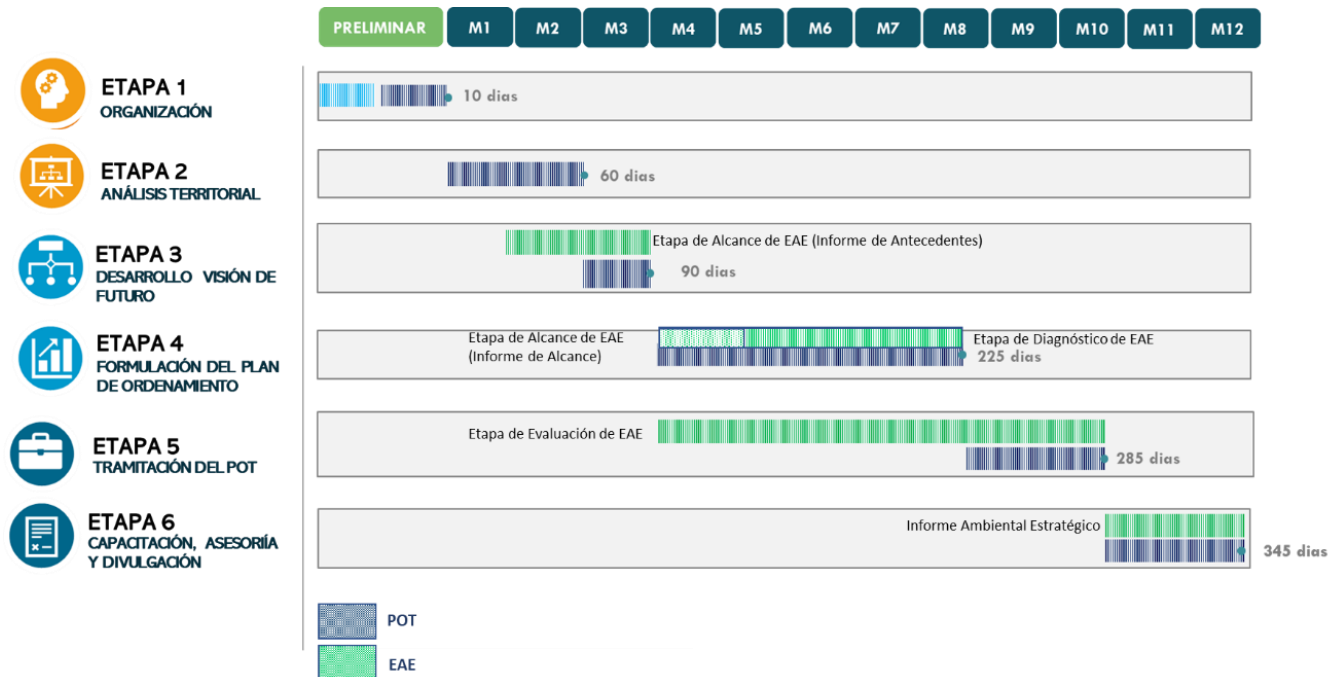 PRELIMINAR M1 M2 M3 M4 M5 M6 M7 M8 M9 M10 M11 M12
ETAPA 1
ORGANIZACIÓN
10 dias
ETAPA 2
ANÁLISIS TERRITORIAL
60 dias
ETAPA 3
DESARROLLO VISIÓN DE
FUTURO
Etapa de Alcance de EAE (Informe de Antecedentes)
90 dias
ETAPA 4
FORMULACIÓN DEL PLAN
DE ORDENAMIENTO
Etapa de Alcance de EAE
(Informe de Alcance)
Etapa de Diagnóstico de EAE
225 dias
ETAPA 5
TRAMITACIÓN DEL POT
Etapa de Evaluación de EAE
285 dias
ETAPA 6
CAPACITACIÓN, ASESORÍA
Y DIVULGACIÓN
Informe Ambiental Estratégico
345 dias
POT
EAE